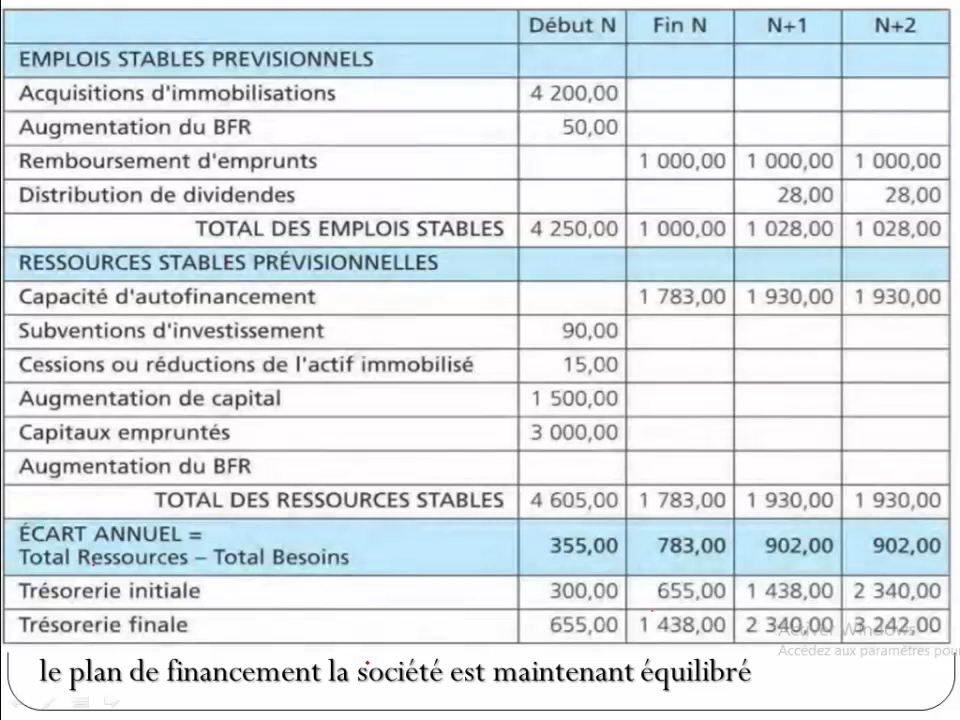 Début N Fin N N+1 N+2
EMPLOIS STABLES PREVISIONNELS
Acquisitions d'immobilisations 4 200,00
Augmentation du BFR 50,00
Remboursement d'emprunts 1 000,00 1 000,00 1 000,00
Distribution de dividendes 28,00 28,00
TOTAL DES EMPLOIS STABLES 4 250,00 1 000,00 1 028,00 1 028,00
RESSOURCES STABLES PRÉVISIONNELLES
Capacité d'autofinancement 1 783,00 1 930,00 1 930,00
Subventions d'investissement 90,00
Cessions ou réductions de l'actif immobilisé 15,00
Augmentation de capital 1 500,00
Capitaux empruntés 3 000,00
Augmentation du BFR
TOTAL DES RESSOURCES STABLES 4 605,00 1 783,00 1 930,00 1 930,00
ÉCART ANNUEL =
Total Ressources – Total Besoins 355,00 783,00 902,00 902,00
Trésorerie initiale 300,00 655,00 1 438,00 2 340,00
Trésorerie finale 655,00 1 438,00 2 340,00 3 242,00
Activer Windows
Accédez aux paramètres pour
le plan de financement la société est maintenant équilibré